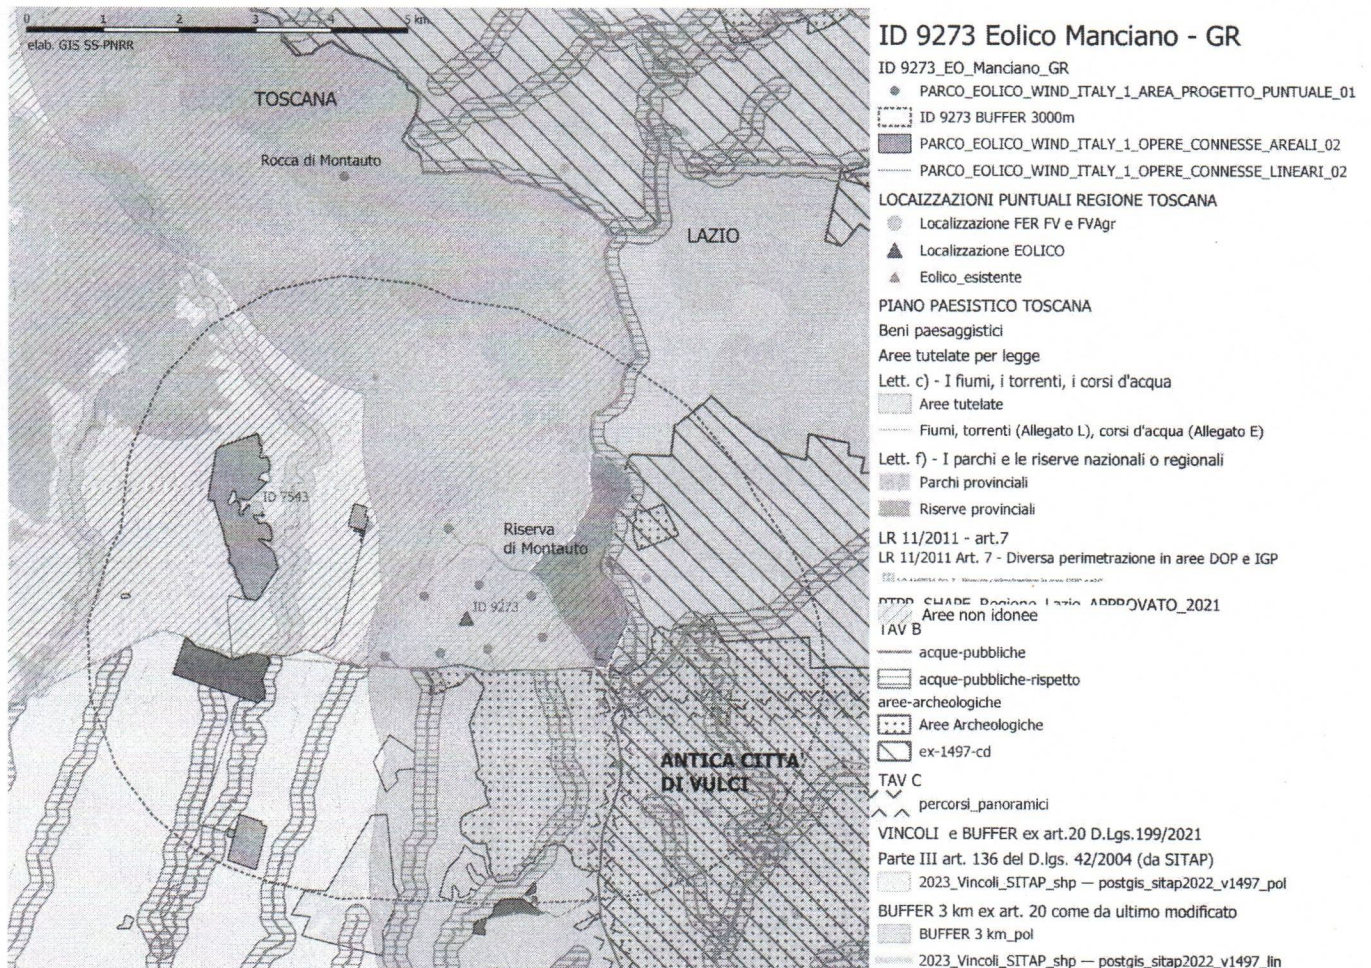 0 1 2 3 4 5 km
elab. GIS SS-PNRR
TOSCANA
Rocca di Montauto
LAZIO
ID 7543
Riserva
di Montauto
ID 9273
ANTICA CITTA'
DI VULCI
ID 9273 Eolico Manciano - GR
ID 9273_EO_Manciano_GR
PARCO_EOLICO_WIND_ITALY_1_AREA_PROGETTO_PUNTUALE_01
ID 9273 BUFFER 3000m
PARCO_EOLICO_WIND_ITALY_1_OPERE_CONNESSE_AREALI_02
PARCO_EOLICO_WIND_ITALY_1_OPERE_CONNESSE_LINEARI_02
LOCAIZZAZIONI PUNTUALI REGIONE TOSCANA
Localizzazione FER FV e FVAgr
Localizzazione EOLICO
Eolico_esistente
PIANO PAESISTICO TOSCANA
Beni paesaggistici
Aree tutelate per legge
Lett. c) - I fiumi, i torrenti, i corsi d'acqua
Aree tutelate
Fiumi, torrenti (Allegato L), corsi d'acqua (Allegato E)
Lett. f) - I parchi e le riserve nazionali o regionali
Parchi provinciali
Riserve provinciali
LR 11/2011 - art.7
LR 11/2011 Art. 7 - Diversa perimetrazione in aree DOP e IGP
PTPR_SHAPE_Regione_Lazio_APPROVATO_2021
Aree non idonee
TAV B
acque-pubbliche
acque-pubbliche-rispetto
aree-archeologiche
Aree Archeologiche
ex-1497-cd
TAV C
percorsi_panoramici
VINCOLI e BUFFER ex art.20 D.Lgs.199/2021
Parte III art. 136 del D.lgs. 42/2004 (da SITAP)
2023_Vincoli_SITAP_shp — postgis_sitap2022_v1497_pol
BUFFER 3 km ex art. 20 come da ultimo modificato
BUFFER 3 km_pol
2023_Vincoli_SITAP_shp — postgis_sitap2022_v1497_lin